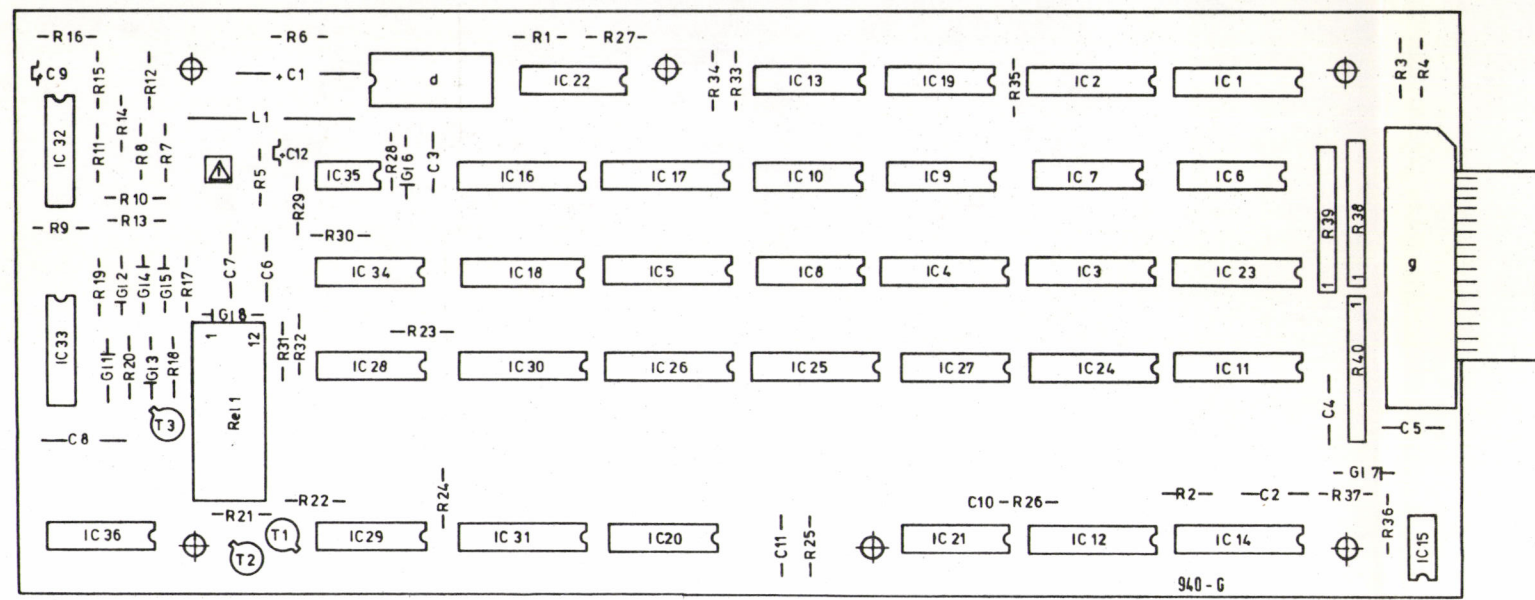 R16
R6
R1
R27
C9
R15
R12
+C1
d
IC 22
R34
R33
IC 13
IC 19
R35
IC 2
IC 1
R3
R4
IC 32
R14
L1
R11
R8
R7
R5
+C12
IC 35
R28
Gl 6
C3
IC 16
IC 17
IC 10
IC 9
IC 7
IC 6
R39
R38
R10
R13
R9
R29
R30
R19
Gl 2
Gl 4
Gl 5
R17
C7
C6
IC 34
IC 18
IC 5
IC 8
IC 4
IC 3
IC 23
1
1
g
Gl 8
1
12
IC 33
Gl 1
R20
Gl 3
R18
R31
R32
R23
IC 28
IC 30
IC 26
IC 25
IC 27
IC 24
IC 11
1
R40
T3
Rel 1
C8
C4
C5
Gl 7
R22
R24
C10
R26
R2
C2
R37
R21
R36
IC 36
T1
T2
IC 29
IC 31
IC 20
C11
R25
IC 21
IC 12
IC 14
IC 15
940 - G